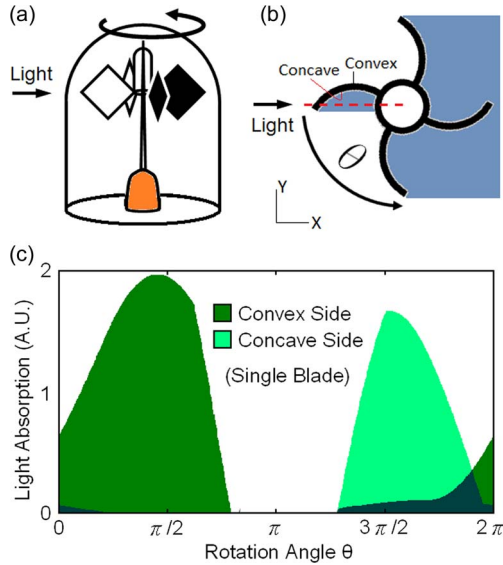 (a)
Light
(b)
Convex
Concave
Light
θ
Y
X
(c)
Light Absorption (A.U.)
2
1
0
Convex Side
Concave Side
(Single Blade)
0
π/2
π
3π/2
2π
Rotation Angle θ